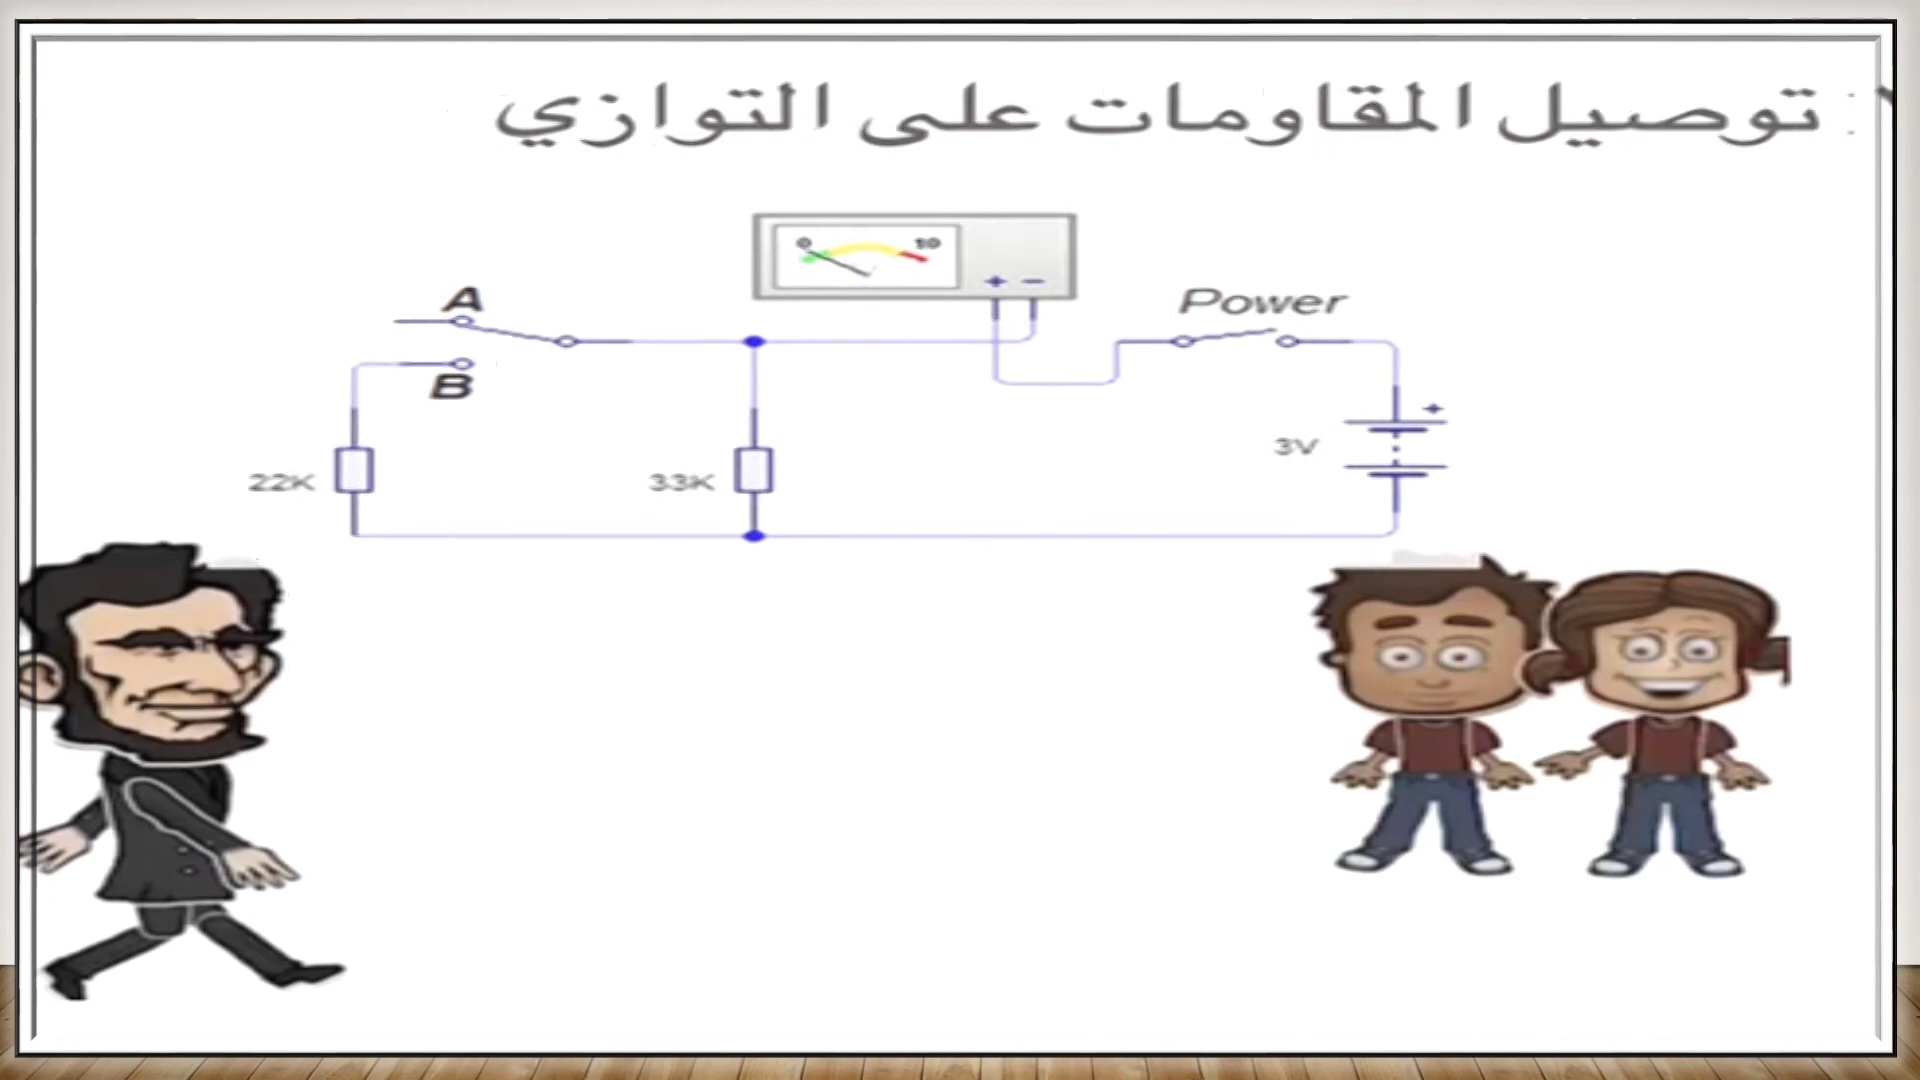 : توصيل المقاومات على التوازي
0 10
+ −
A
Power
B
+
3V
22K
33K